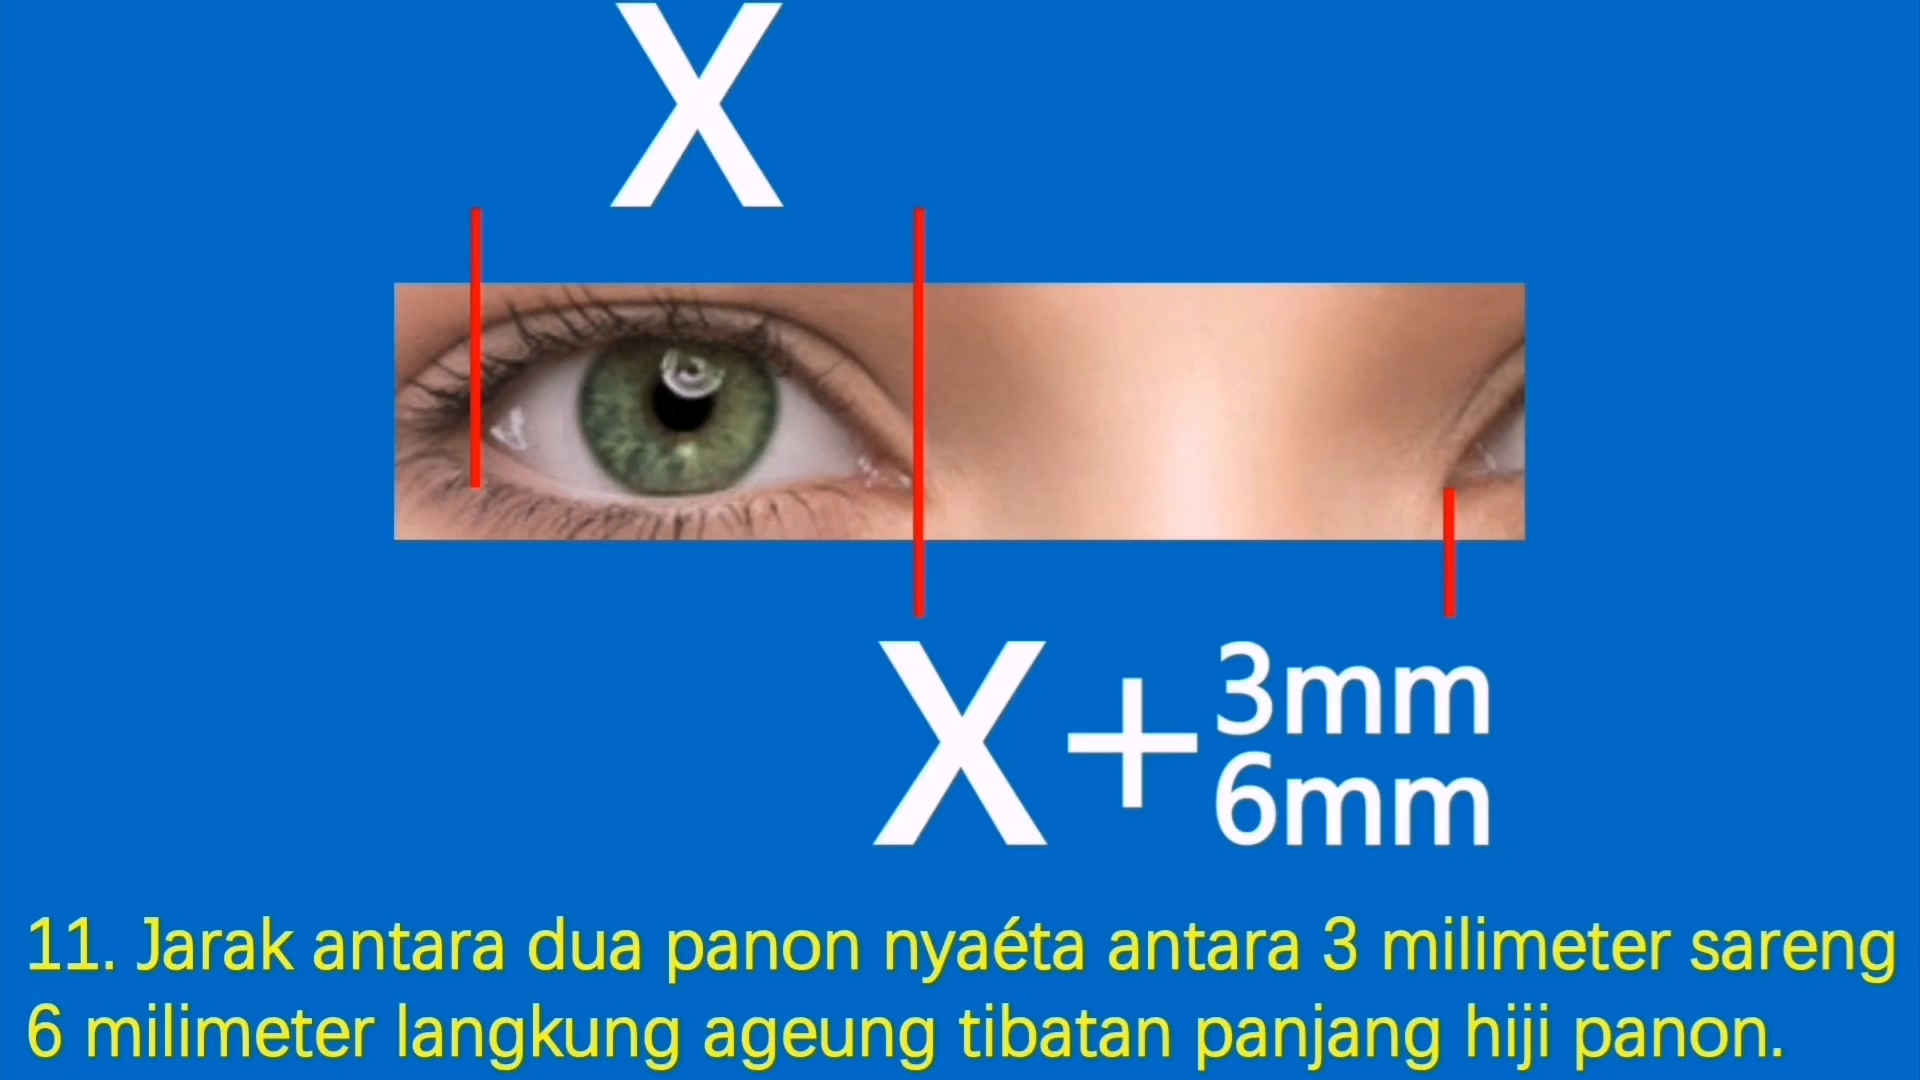 X
X+3mm
6mm
11. Jarak antara dua panon nyaéta antara 3 milimeter sareng
6 milimeter langkung ageung tibatan panjang hiji panon.